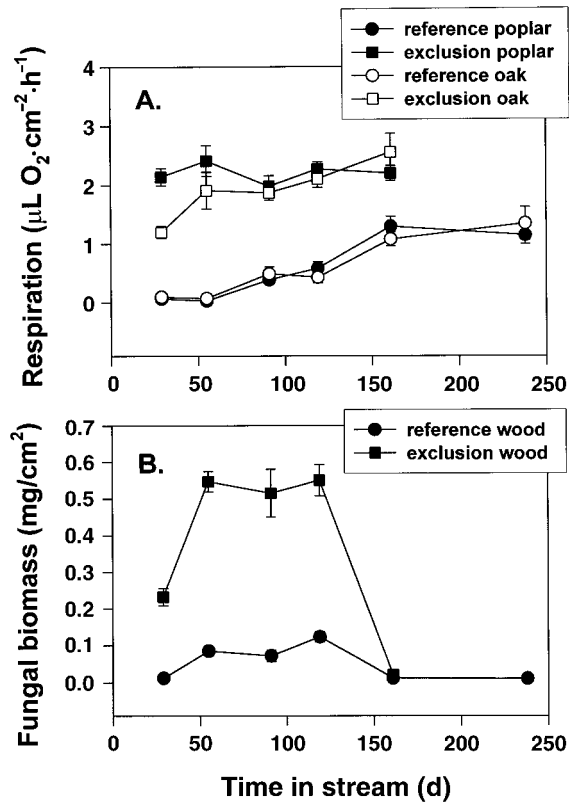 reference poplar
exclusion poplar
reference oak
exclusion oak
A.
Respiration (μL O₂·cm⁻²·h⁻¹)
4
3
2
1
0
0 50 100 150 200 250
reference wood
exclusion wood
B.
Fungal biomass (mg/cm²)
0.7
0.6
0.5
0.4
0.3
0.2
0.1
0.0
0 50 100 150 200 250
Time in stream (d)